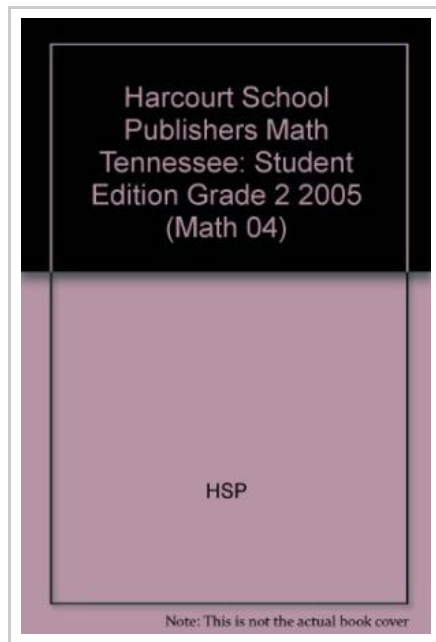 Harcourt School
Publishers Math
Tennessee: Student
Edition Grade 2 2005
(Math 04)
HSP
Note: This is not the actual book cover